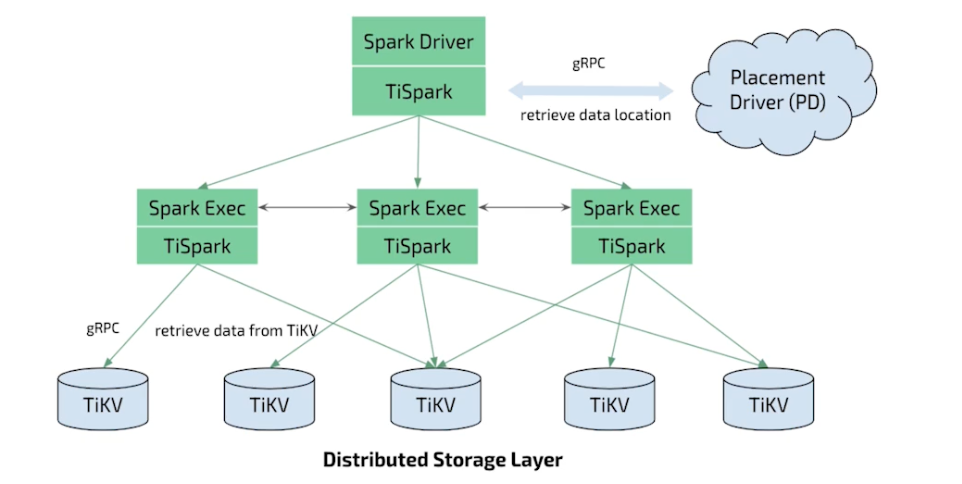 Spark Driver
TiSpark
gRPC
retrieve data location
Placement
Driver (PD)
Spark Exec
TiSpark
Spark Exec
TiSpark
Spark Exec
TiSpark
gRPC
retrieve data from TiKV
TiKV
TiKV
TiKV
TiKV
TiKV
Distributed Storage Layer